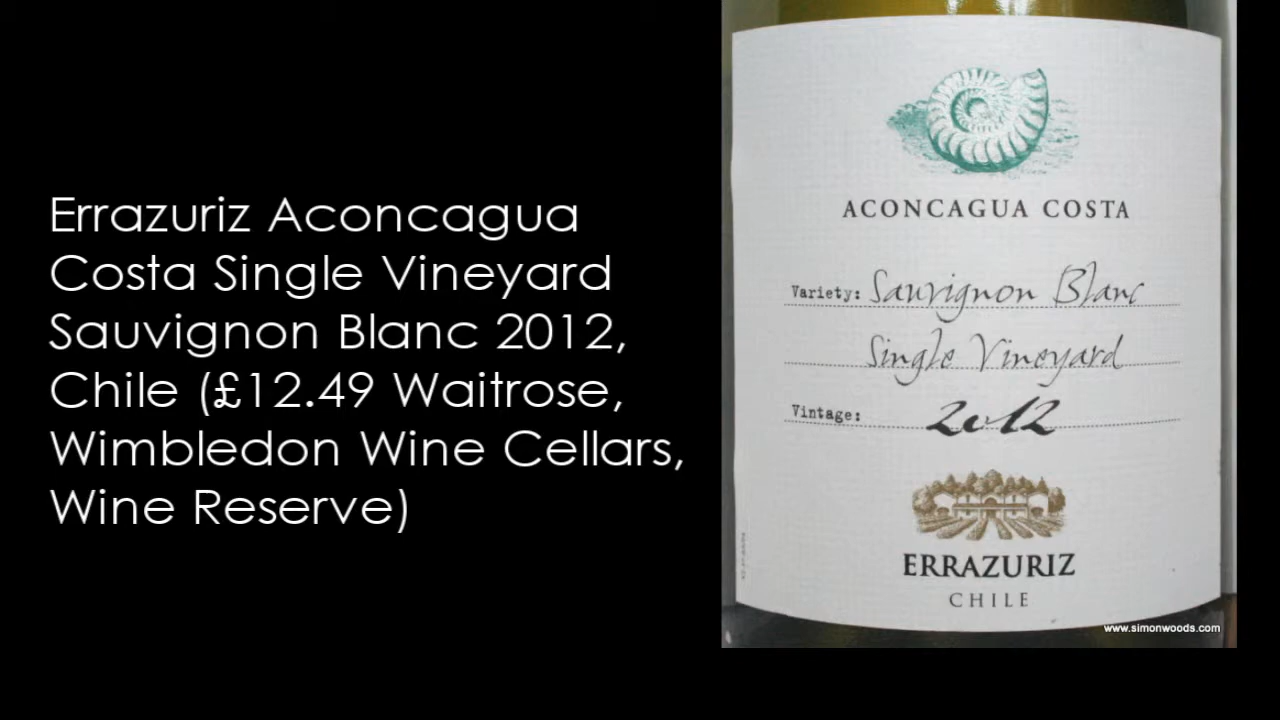 Errazuriz Aconcagua
Costa Single Vineyard
Sauvignon Blanc 2012,
Chile (£12.49 Waitrose,
Wimbledon Wine Cellars,
Wine Reserve)
ACONCAGUA COSTA
Variety: Sauvignon Blanc
Single Vineyard
Vintage: 2012
ERRAZURIZ
CHILE
www.simonwoods.com